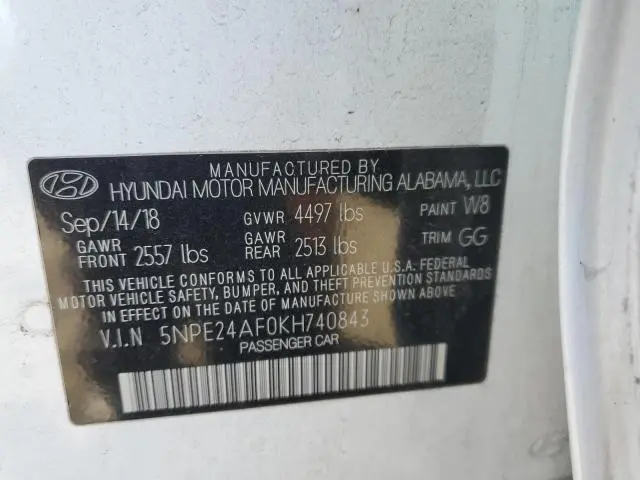 MANUFACTURED BY
HYUNDAI MOTOR MANUFACTURING ALABAMA, LLC
Sep/14/18 GVWR 4497 lbs PAINT W8
GAWR FRONT 2557 lbs GAWR REAR 2513 lbs TRIM GG
THIS VEHICLE CONFORMS TO ALL APPLICABLE U.S.A. FEDERAL
MOTOR VEHICLE SAFETY, BUMPER, AND THEFT PREVENTION STANDARDS
IN EFFECT ON THE DATE OF MANUFACTURE SHOWN ABOVE.
V.I.N 5NPE24AF0KH740843
PASSENGER CAR